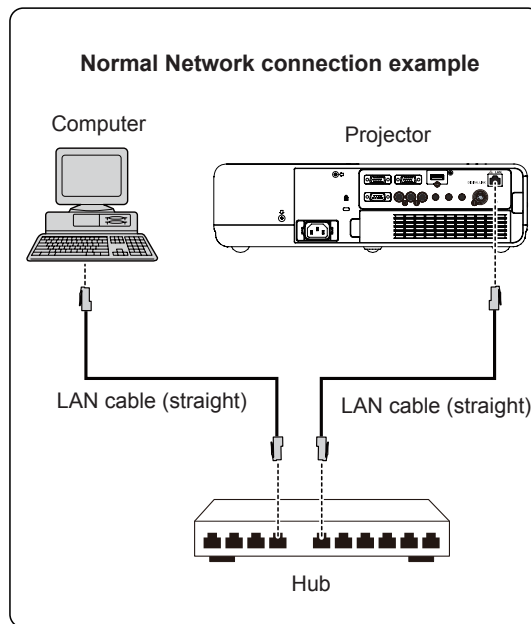 Normal Network connection example
Computer
Projector
LAN cable (straight)
LAN cable (straight)
Hub